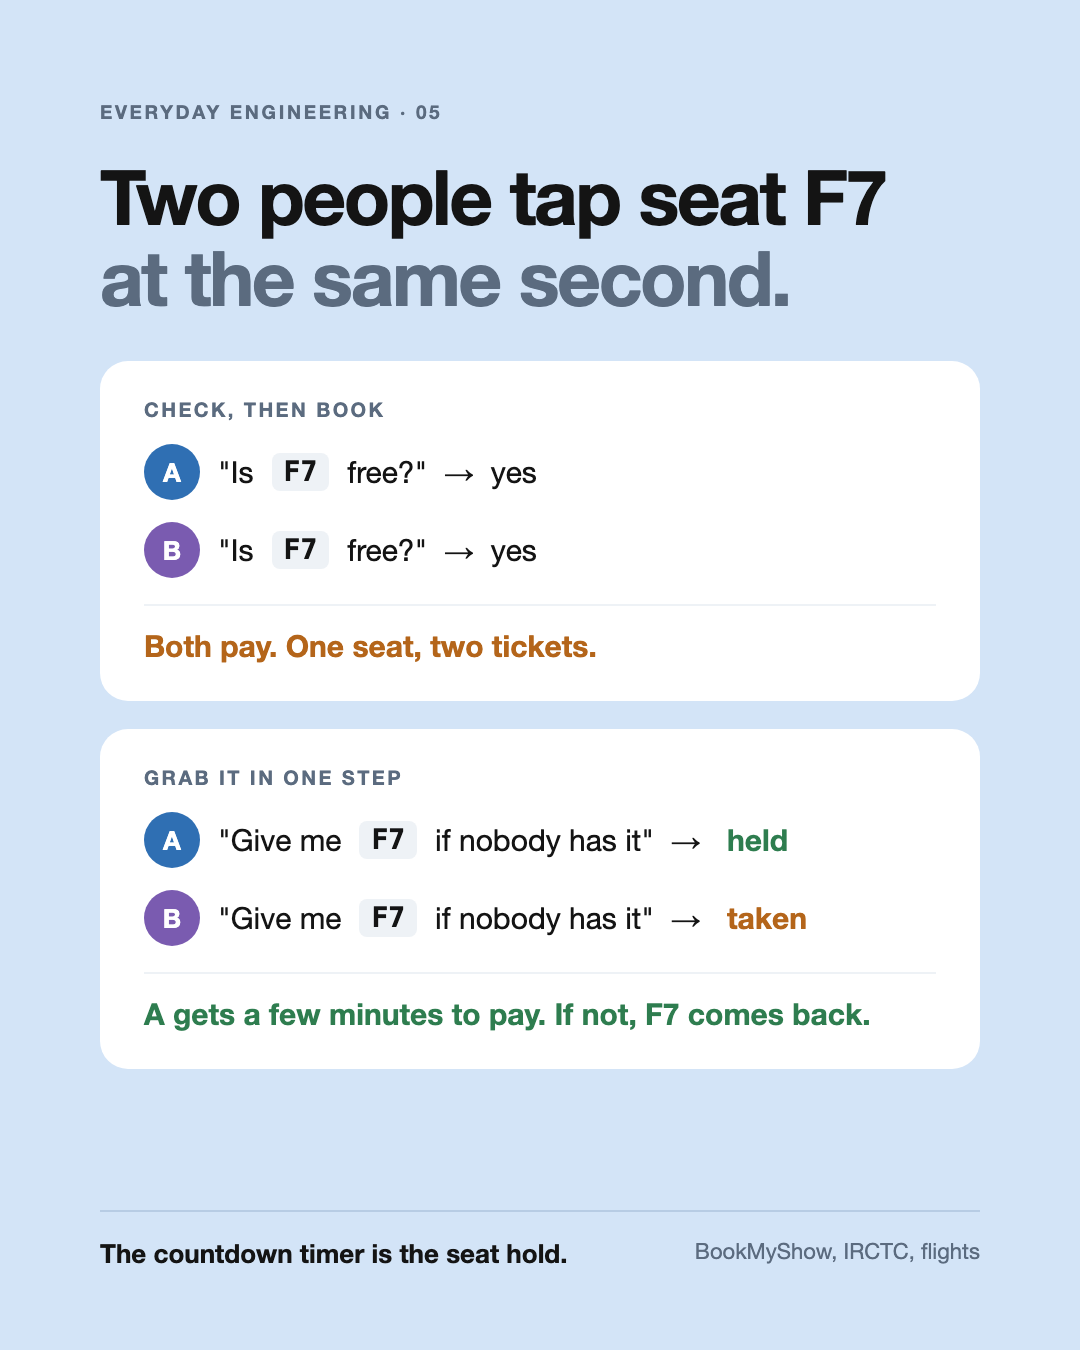 EVERYDAY ENGINEERING · 05
Two people tap seat F7
at the same second.
CHECK, THEN BOOK
A "Is F7 free?" → yes
B "Is F7 free?" → yes
Both pay. One seat, two tickets.
GRAB IT IN ONE STEP
A "Give me F7 if nobody has it" → held
B "Give me F7 if nobody has it" → taken
A gets a few minutes to pay. If not, F7 comes back.
The countdown timer is the seat hold.
BookMyShow, IRCTC, flights